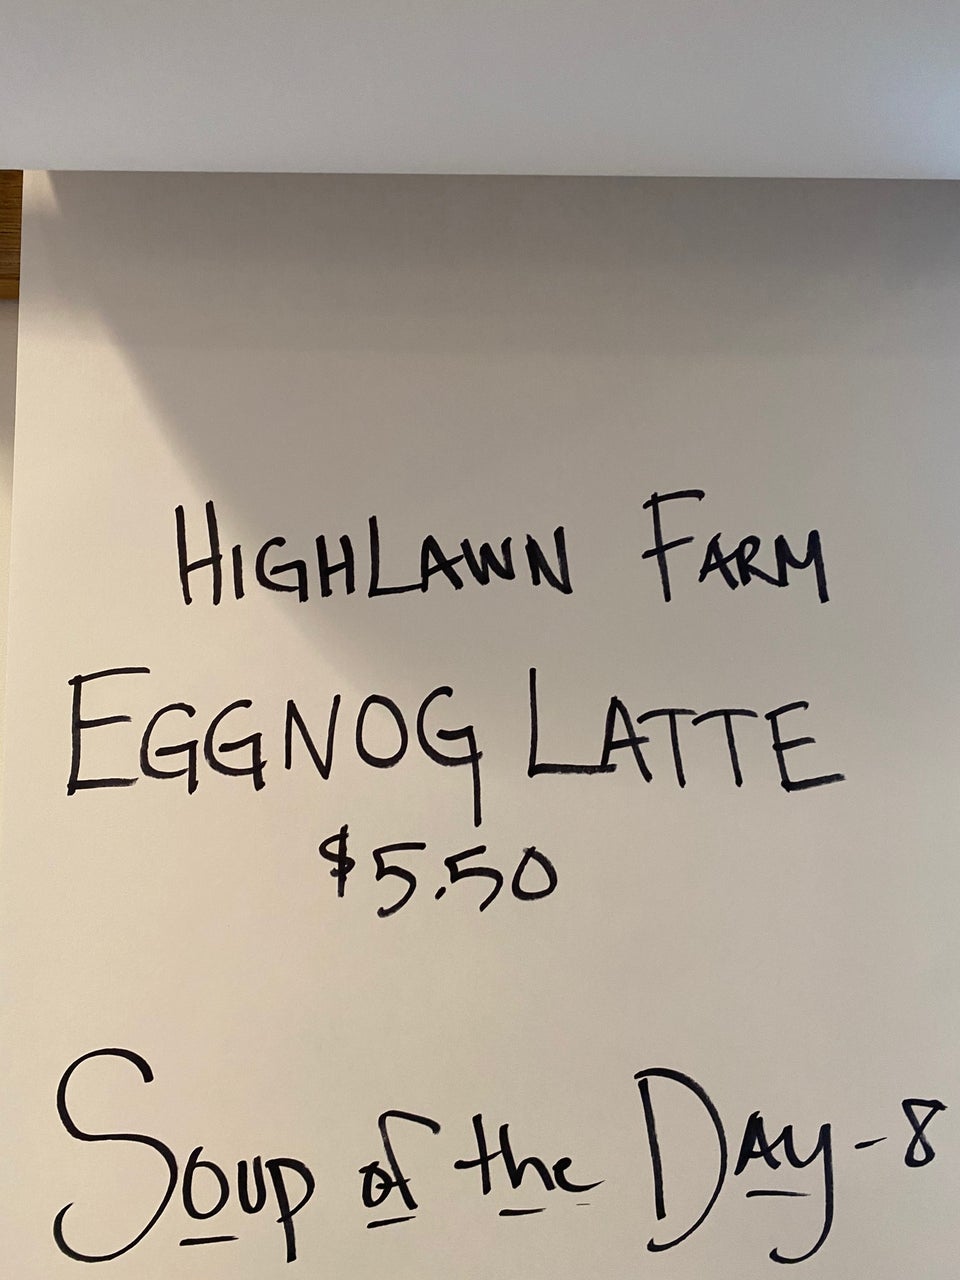 HIGHLAWN FARM
EGGNOG LATTE
$5.50
Soup of the DAY - 8